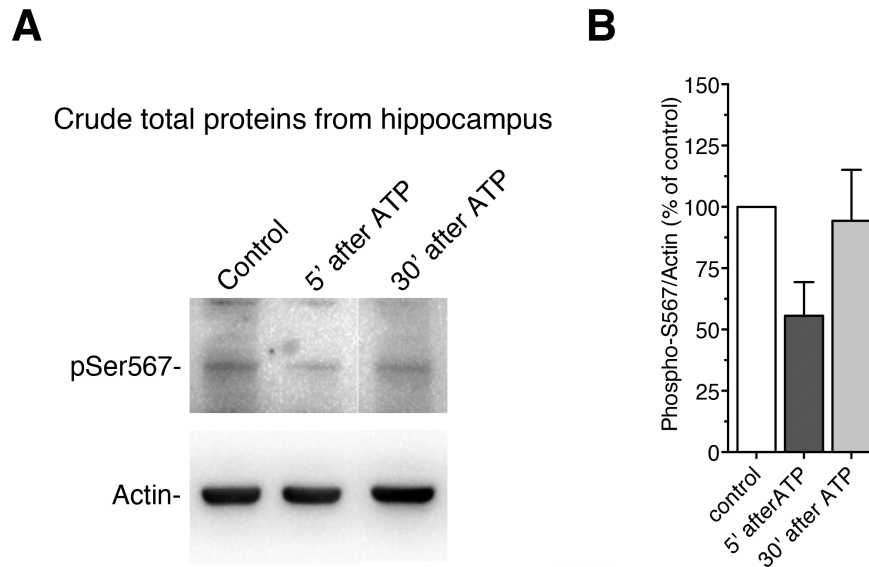 A
Crude total proteins from hippocampus
Control
5’ after ATP
30’ after ATP
pSer567-
Actin-
B
Phospho-S567/Actin (% of control)
150
125
100
75
50
25
0
control
5' afterATP
30' after ATP